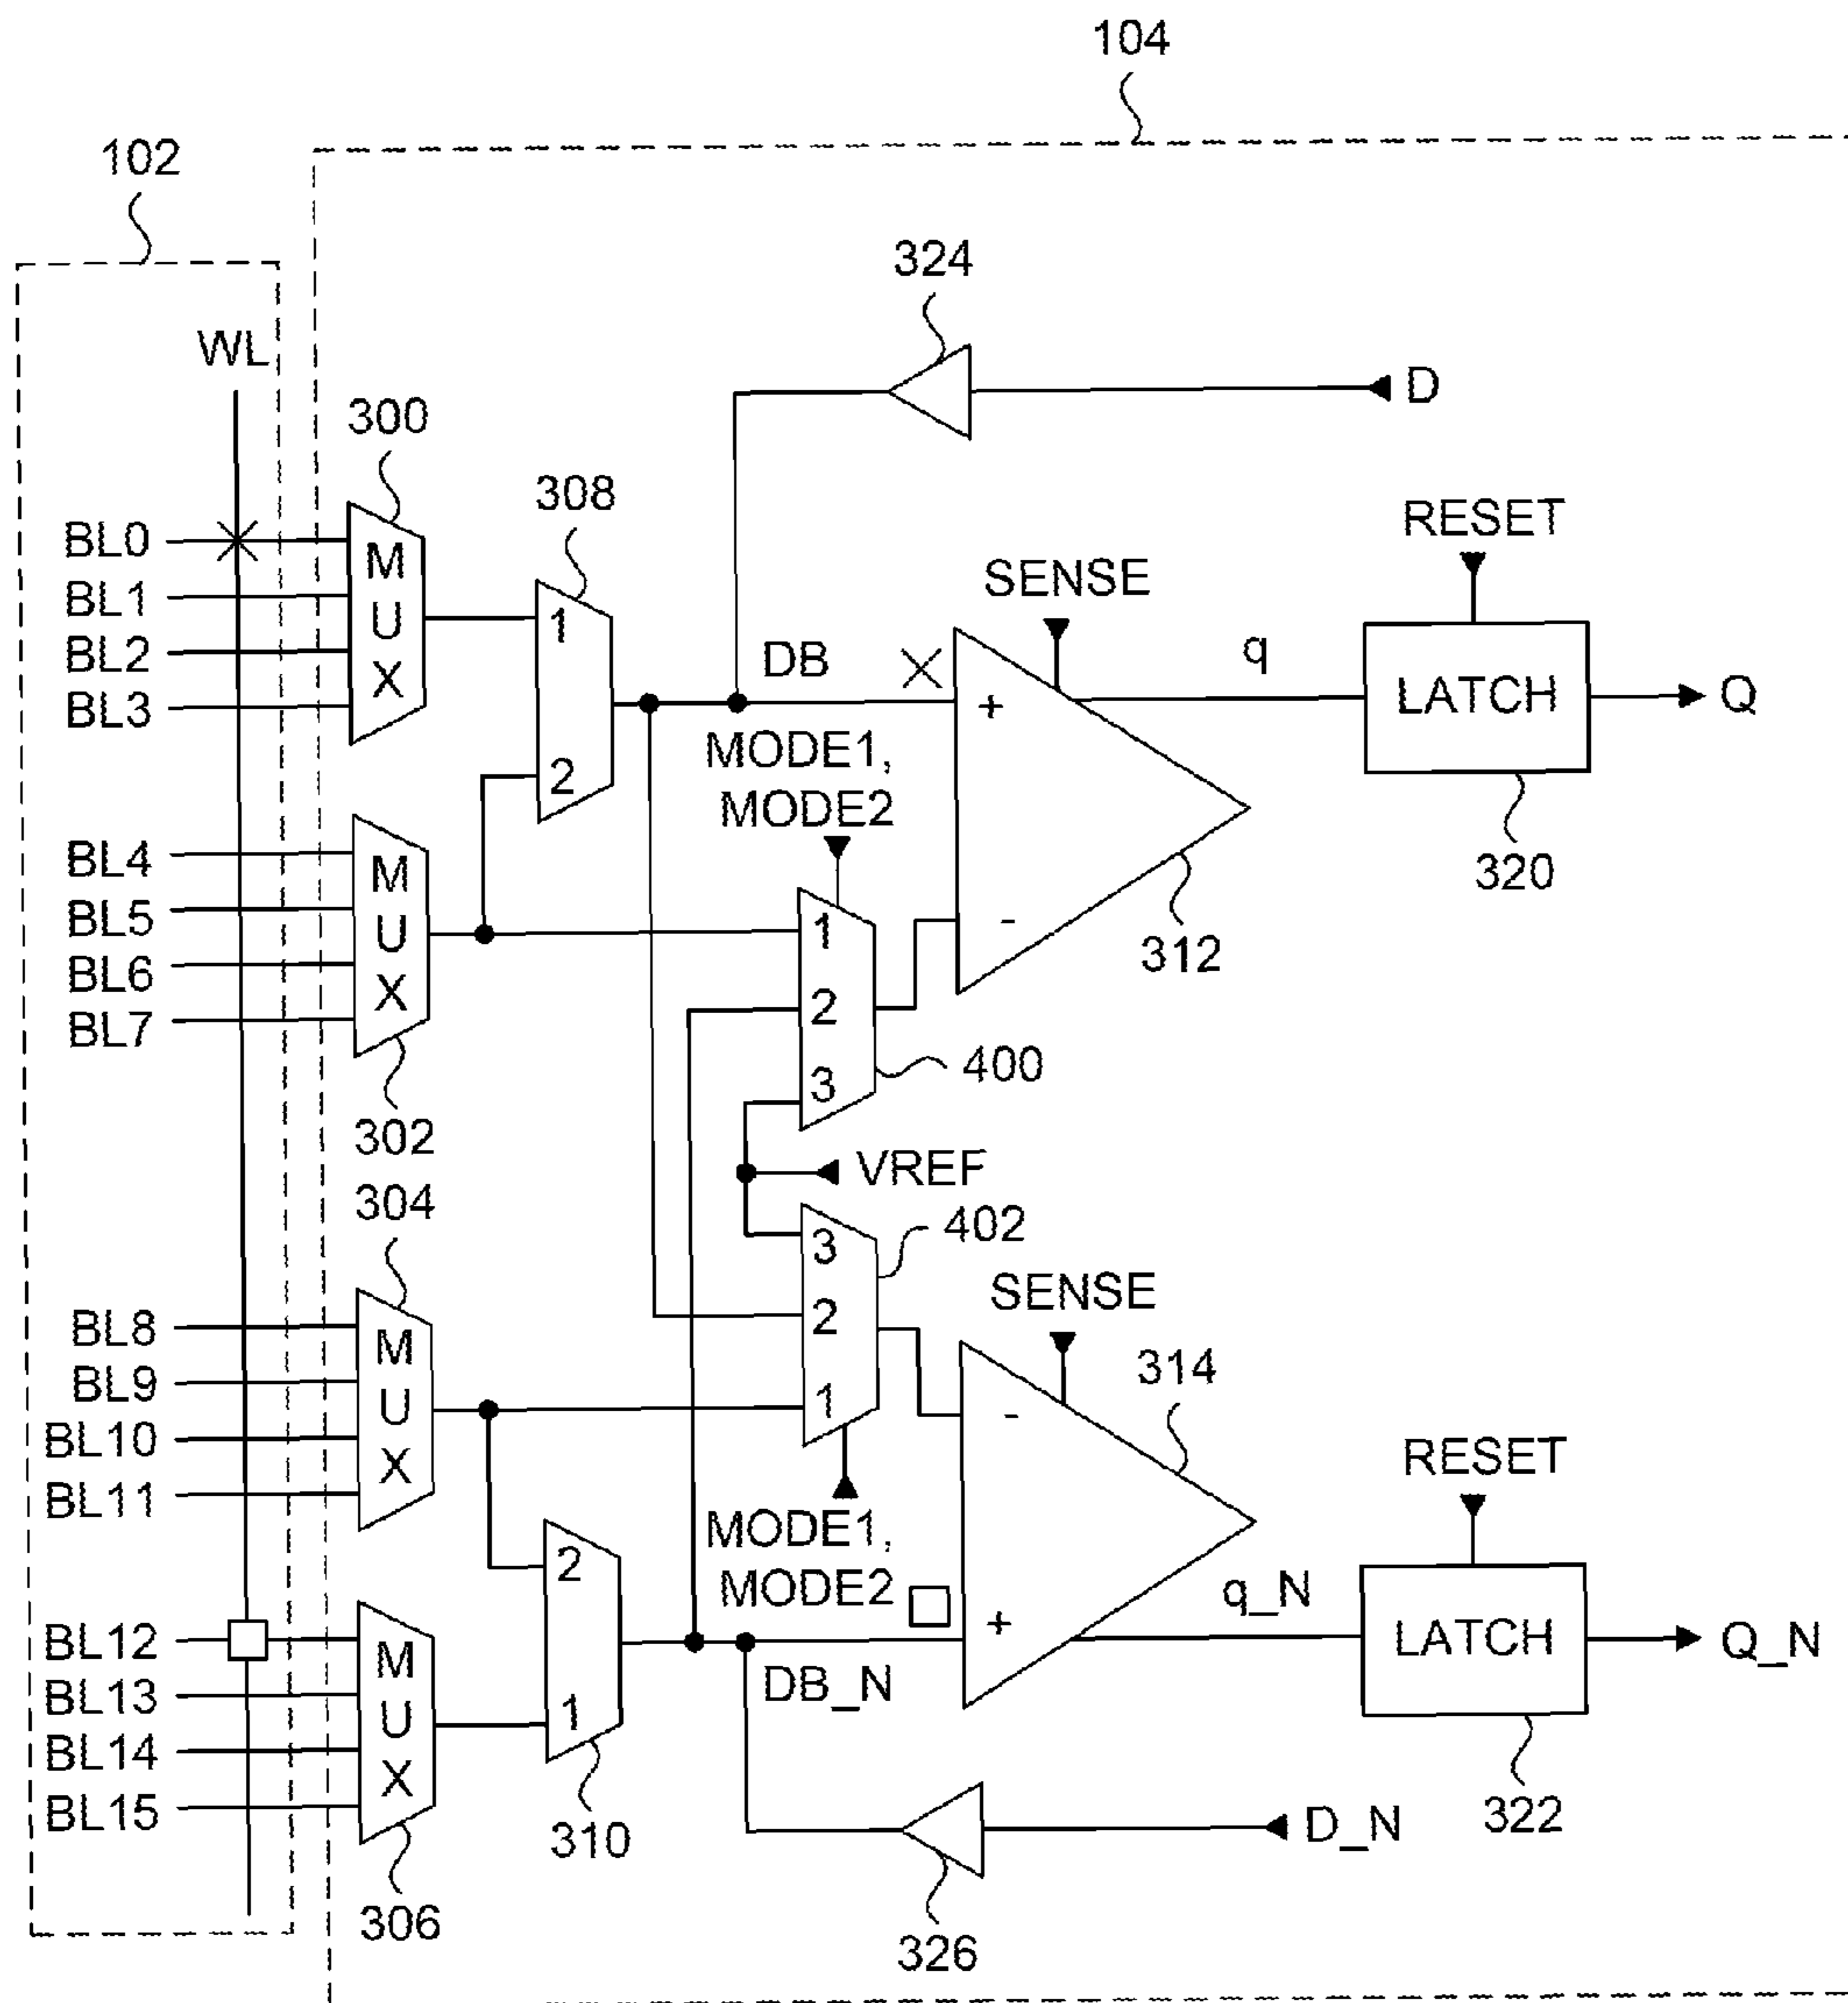 104
102
324
WL
D
300
308
RESET
BL0
SENSE
BL1
BL2
BL3
M
U
X
1
2
DB
+
-
q
LATCH
Q
MODE1,
MODE2
320
312
BL4
BL5
BL6
BL7
M
U
X
1
2
3
400
302
VREF
304
402
3
2
1
SENSE
314
BL8
BL9
BL10
BL11
M
U
X
-
+
RESET
MODE1,
MODE2
2
1
q_N
LATCH
Q_N
BL12
BL13
BL14
BL15
M
U
X
DB_N
310
D_N
322
306
326